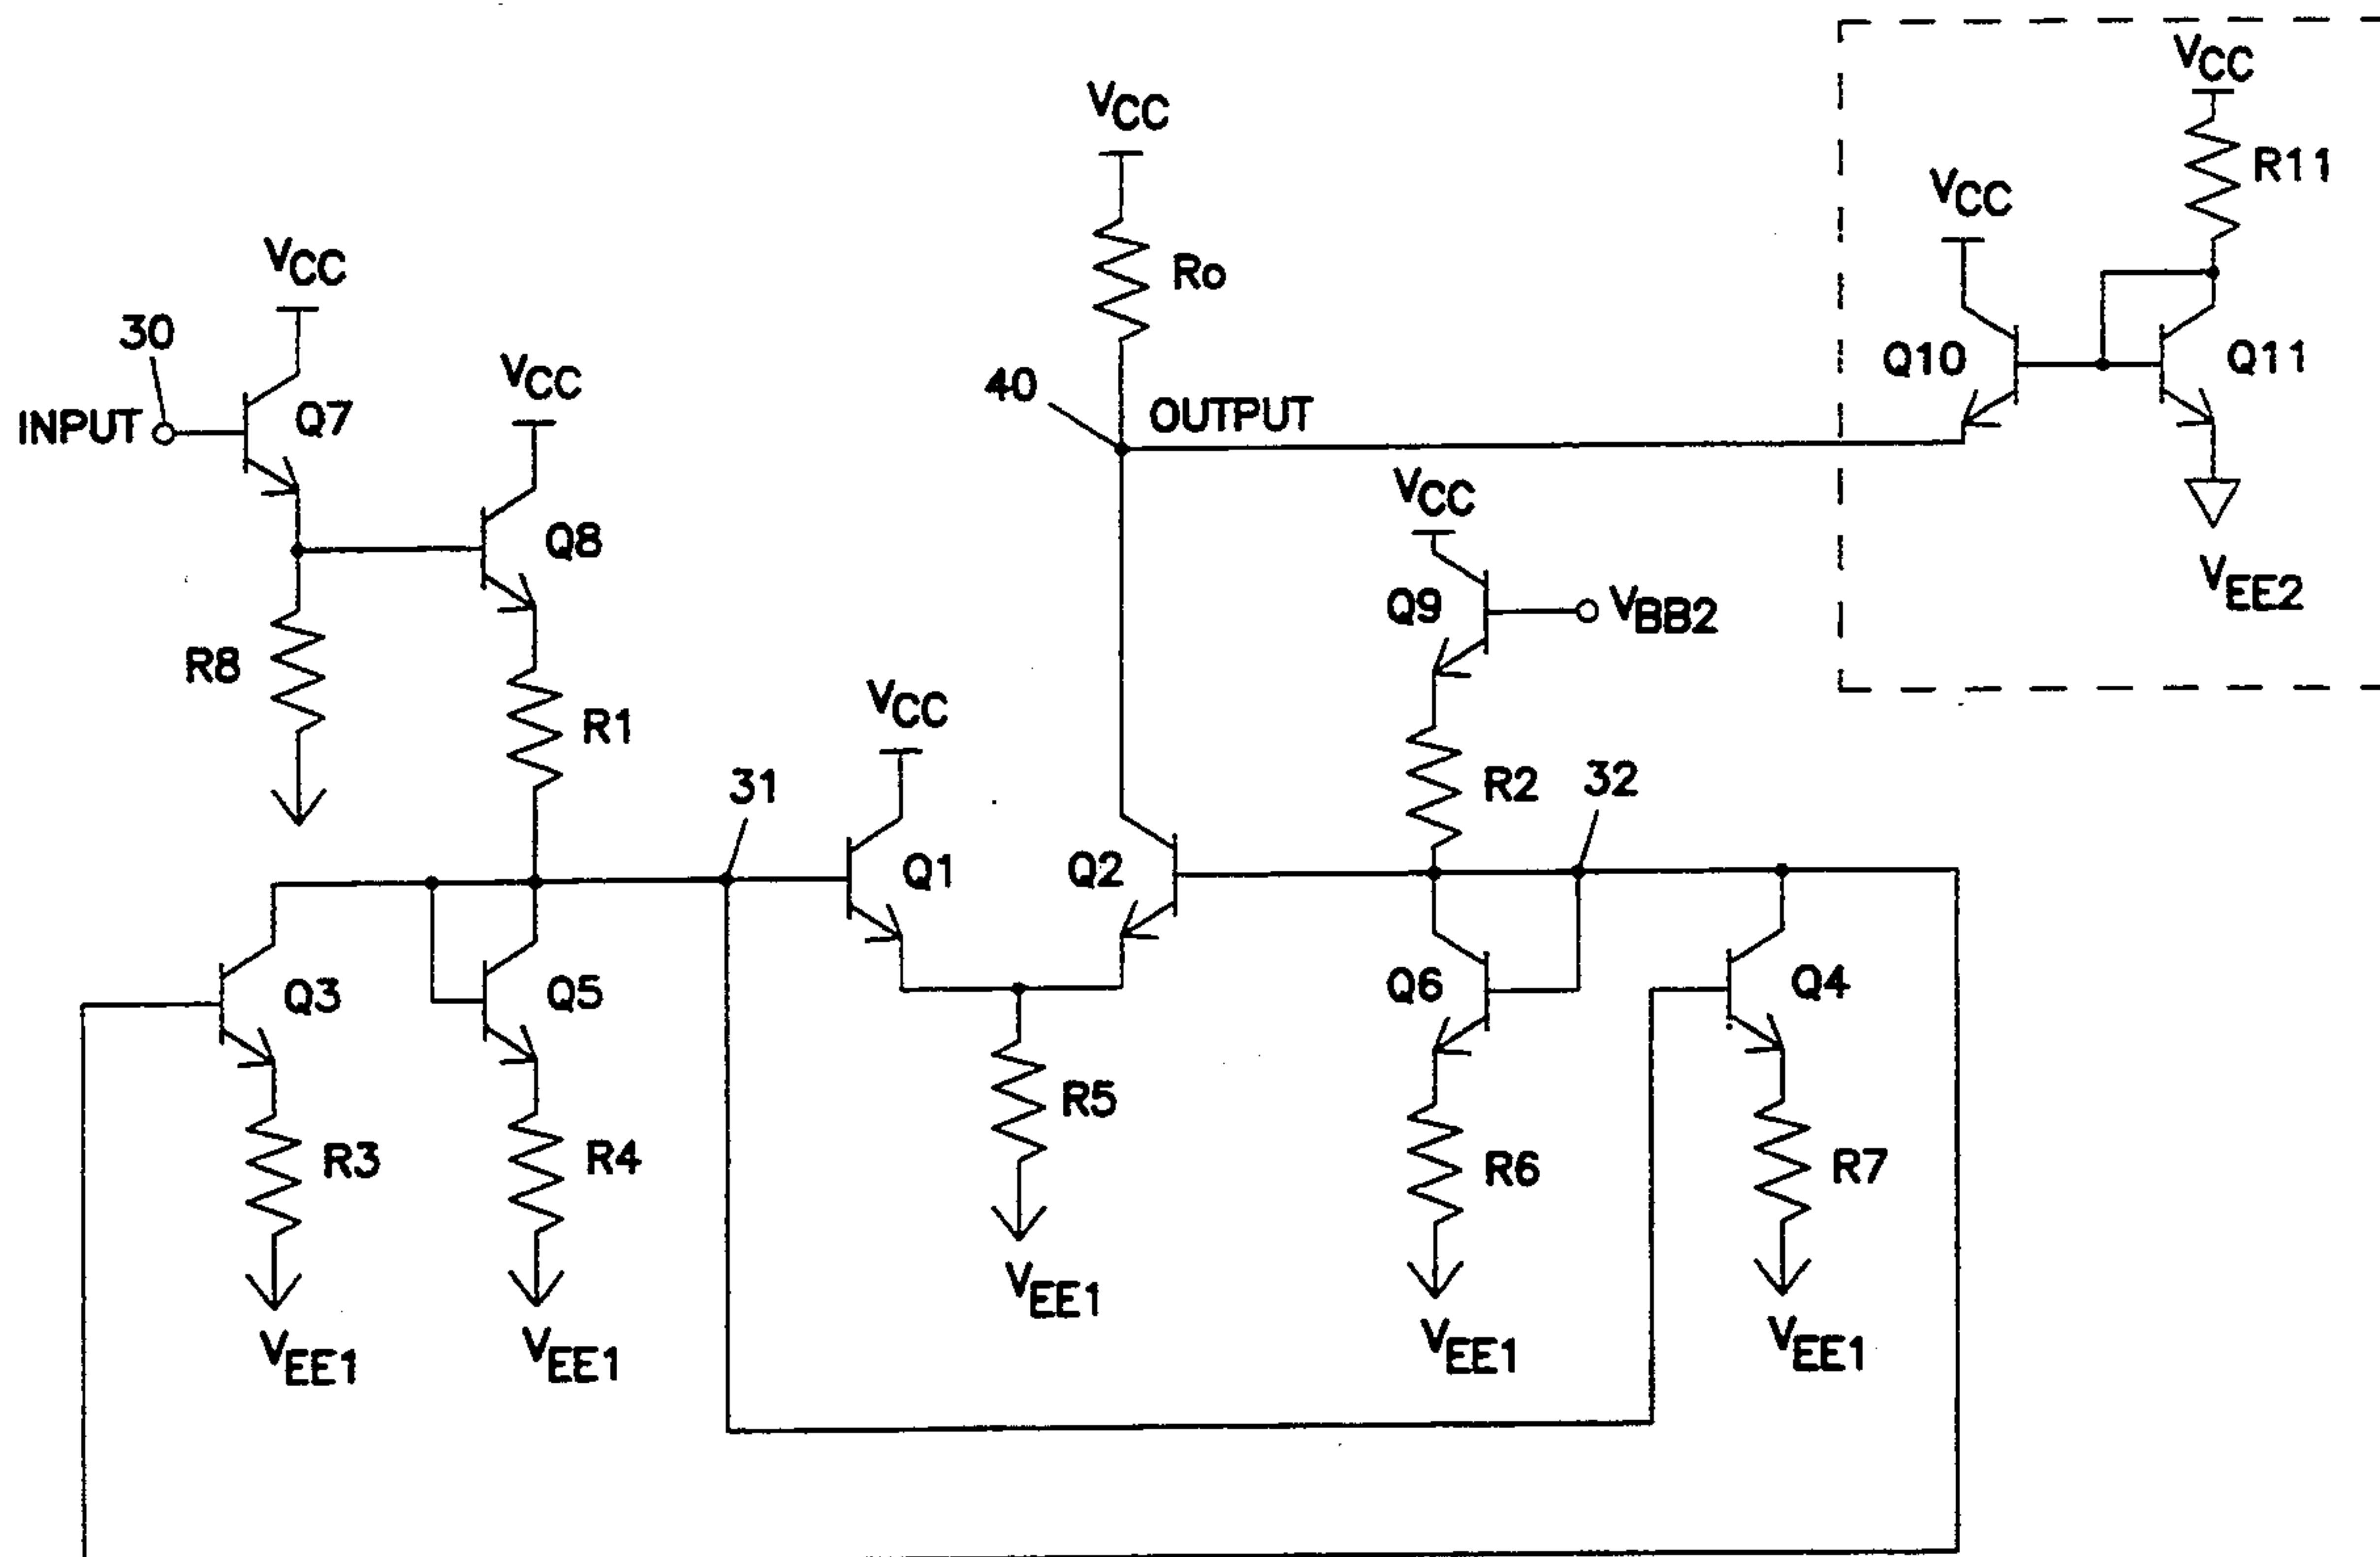 VCC
VCC
R11
VCC
Ro
VCC
30
VCC
Q10
Q11
INPUT
Q7
40
OUTPUT
VCC
Q8
Q9
VBB2
VEE2
R8
R1
VCC
R2
32
31
Q1
Q2
Q3
Q5
Q6
Q4
R5
R3
R4
R6
R7
VEE1
VEE1
VEE1
VEE1
VEE1